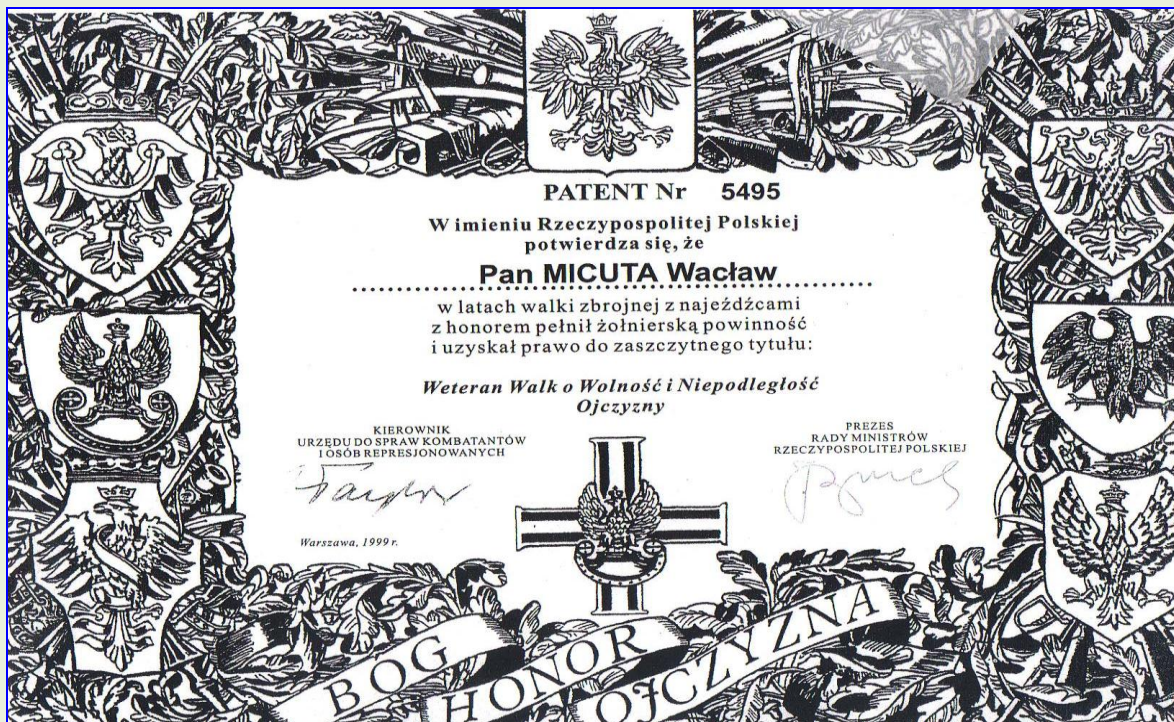 PATENT Nr 5495
W imieniu Rzeczypospolitej Polskiej
potwierdza się, że
Pan MICUTA Wacław
w latach walki zbrojnej z najeźdźcami
z honorem pełnił żołnierską powinność
i uzyskał prawo do zaszczytnego tytułu:
Weteran Walk o Wolność i Niepodległość
Ojczyzny
KIEROWNIK
URZĘDU DO SPRAW KOMBATANTÓW
I OSÓB REPRESJONOWANYCH
PREZES
RADY MINISTRÓW
RZECZYPOSPOLITEJ POLSKIEJ
Warszawa, 1999 r.
BOG
HONOR
OJCZYZNA